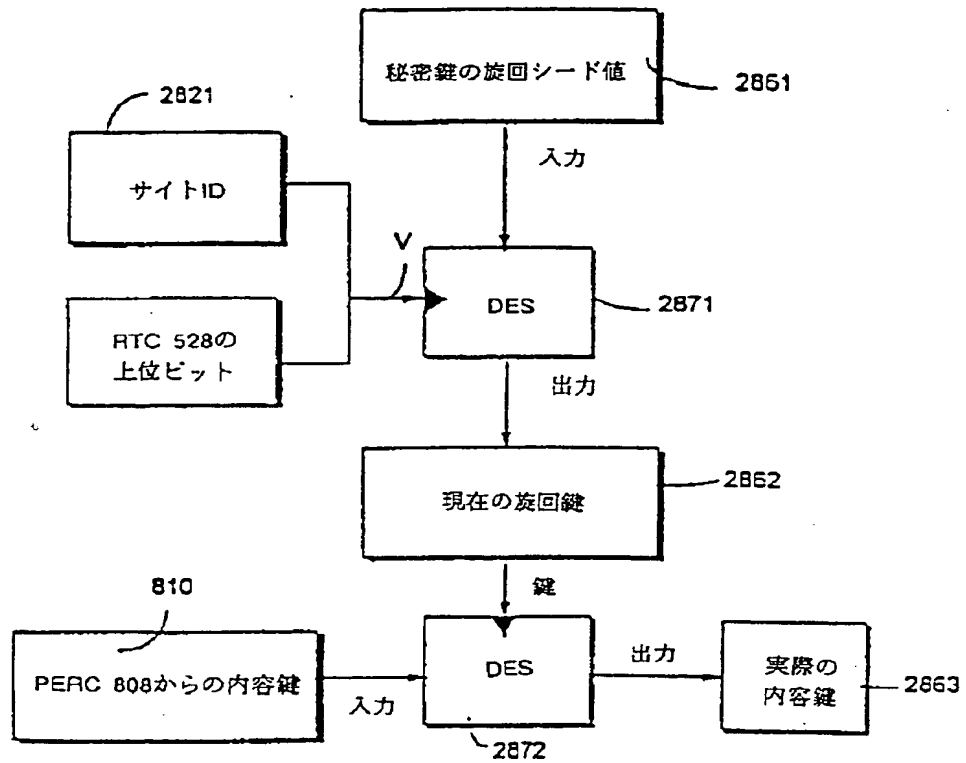 秘密鍵の旋回シード値
2861
2821
入力
サイトID
V
DES
2871
RTC 528の
上位ビット
出力
現在の旋回鍵
2862
810
鍵
PERC 808からの内容鍵
入力
DES
出力
実際の
内容鍵
2863
2872